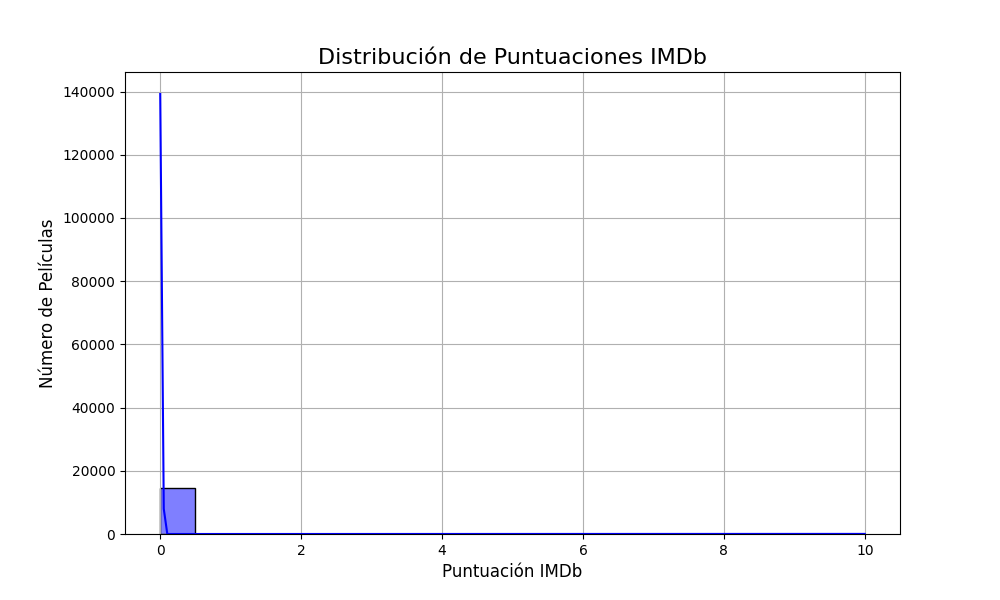 Distribución de Puntuaciones IMDb
Número de Películas
140000
120000
100000
80000
60000
40000
20000
0
0 2 4 6 8 10
Puntuación IMDb